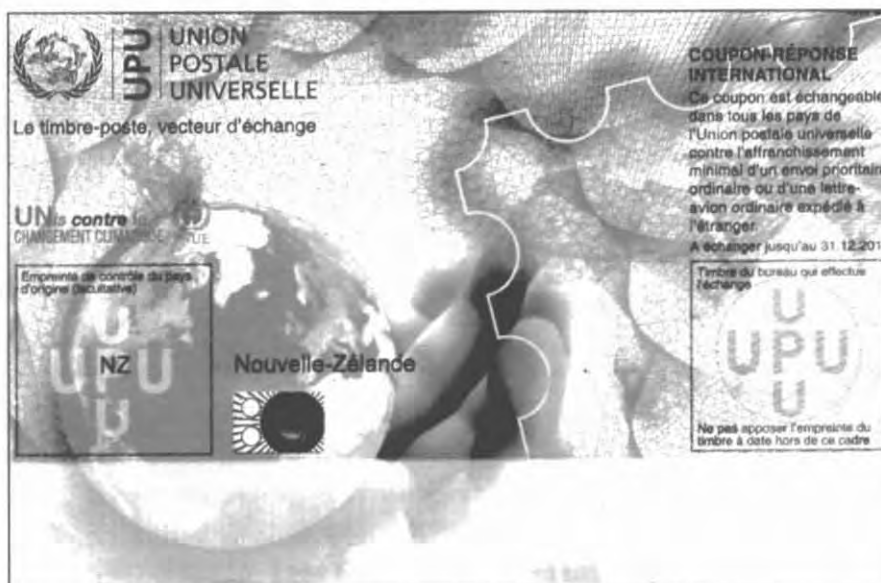 UPU
UNION
POSTALE
UNIVERSELLE
Le timbre-poste, vecteur d'échange
UNis contre le
CHANGEMENT CLIMATIQUE
Empreinte de contrôle du pays
d'origine (facultative)
UPU
NZ
Nouvelle-Zélande
COUPON-RÉPONSE
INTERNATIONAL
Ce coupon est échangeable
dans tous les pays de
l'Union postale universelle
contre l'affranchissement
minimal d'un envoi prioritaire
ordinaire ou d'une lettre-
avion ordinaire expédié à
l'étranger.
A échanger jusqu'au 31.12.201
Timbre du bureau qui effectue
l'échange
UPU
Ne pas apposer l'empreinte du
timbre à date hors de ce cadre